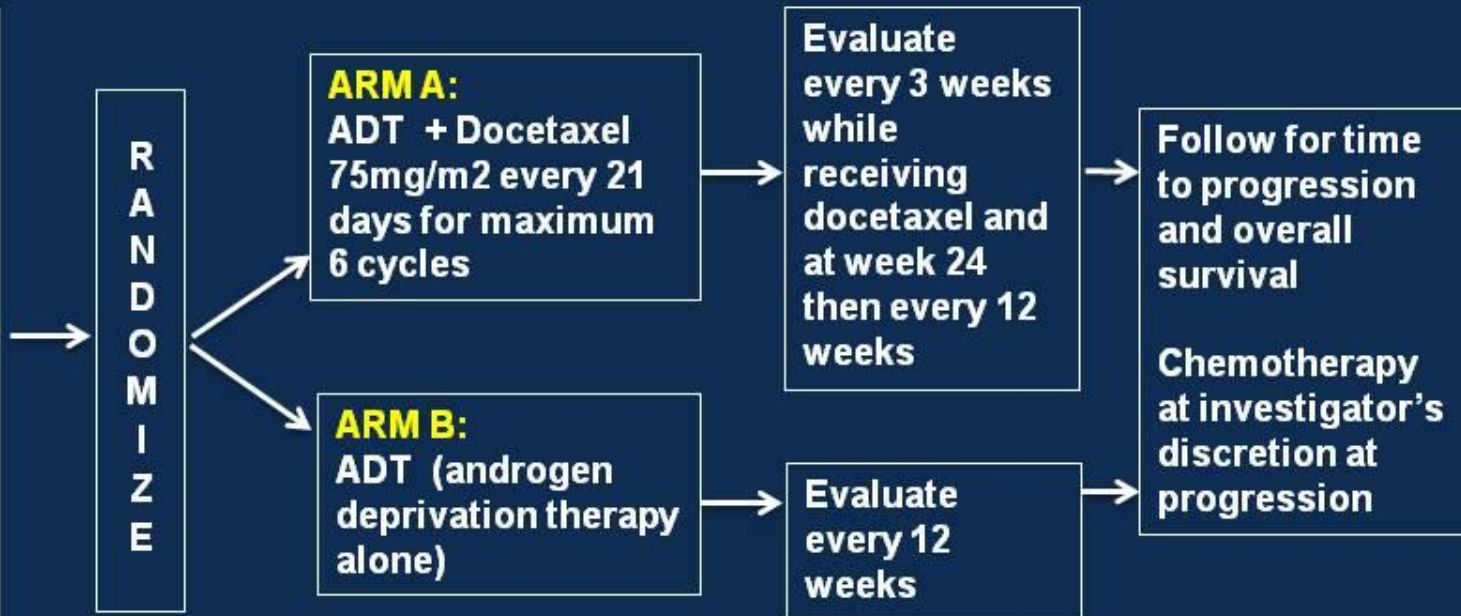 R
A
N
D
O
M
I
Z
E
ARM A:
ADT + Docetaxel
75mg/m2 every 21
days for maximum
6 cycles
ARM B:
ADT (androgen
deprivation therapy
alone)
Evaluate
every 3 weeks
while
receiving
docetaxel and
at week 24
then every 12
weeks
Evaluate
every 12
weeks
Follow for time
to progression
and overall
survival
Chemotherapy
at investigator’s
discretion at
progression